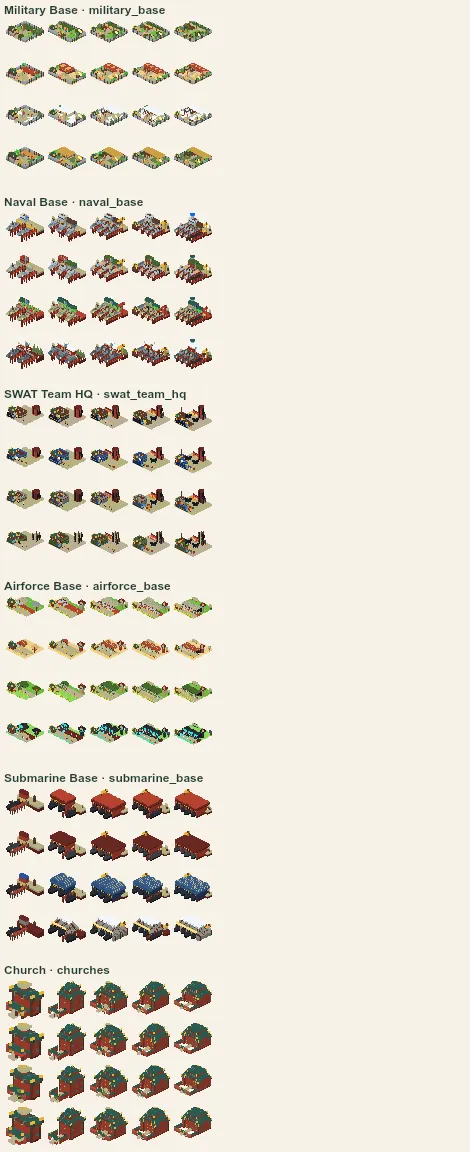 Military Base · military_base
Naval Base · naval_base
SWAT Team HQ · swat_team_hq
Airforce Base · airforce_base
Submarine Base · submarine_base
Church · churches